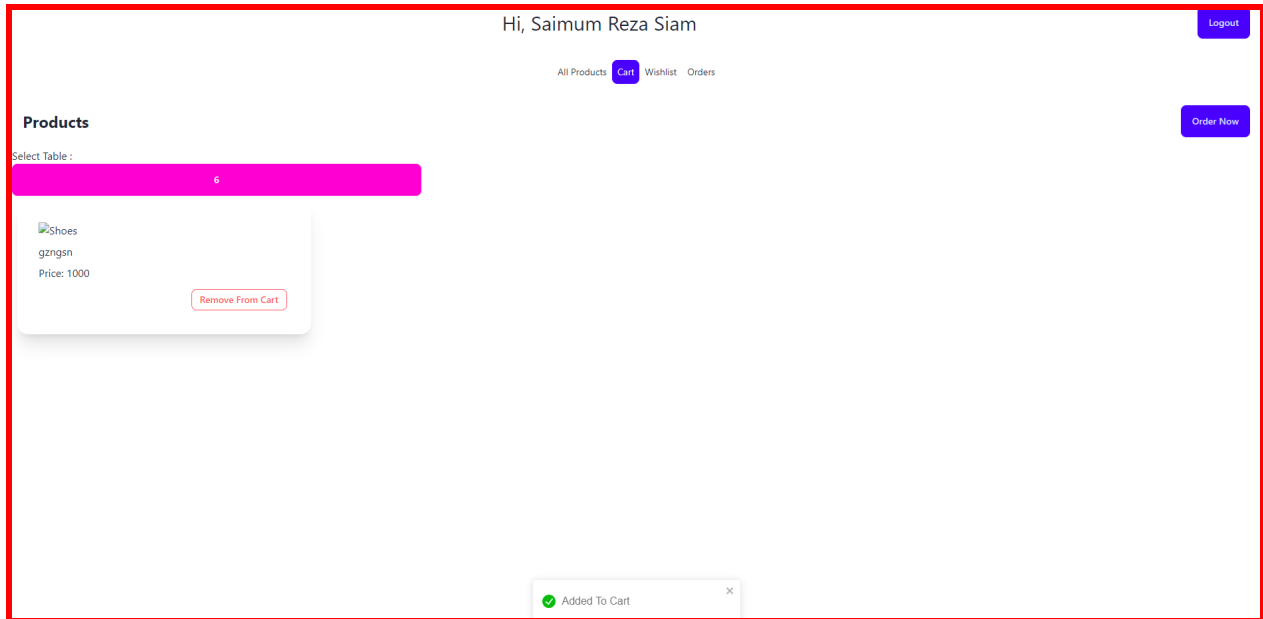 Hi, Saimum Reza Siam
Logout
All Products Cart Wishlist Orders
Products
Order Now
Select Table :
6
Shoes
gzngsn
Price: 1000
Remove From Cart
Added To Cart